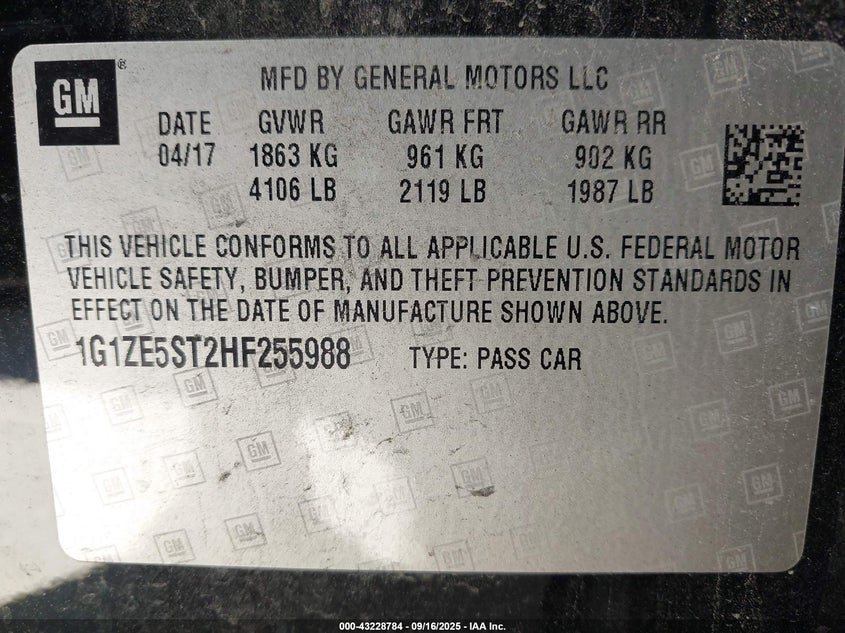 GM
MFD BY GENERAL MOTORS LLC
DATE GVWR GAWR FRT GAWR RR
04/17 1863 KG 961 KG 902 KG
4106 LB 2119 LB 1987 LB
THIS VEHICLE CONFORMS TO ALL APPLICABLE U.S. FEDERAL MOTOR
VEHICLE SAFETY, BUMPER, AND THEFT PREVENTION STANDARDS IN
EFFECT ON THE DATE OF MANUFACTURE SHOWN ABOVE.
1G1ZE5ST2HF255988 TYPE: PASS CAR
000-43228784 - 09/16/2025 - IAA Inc.